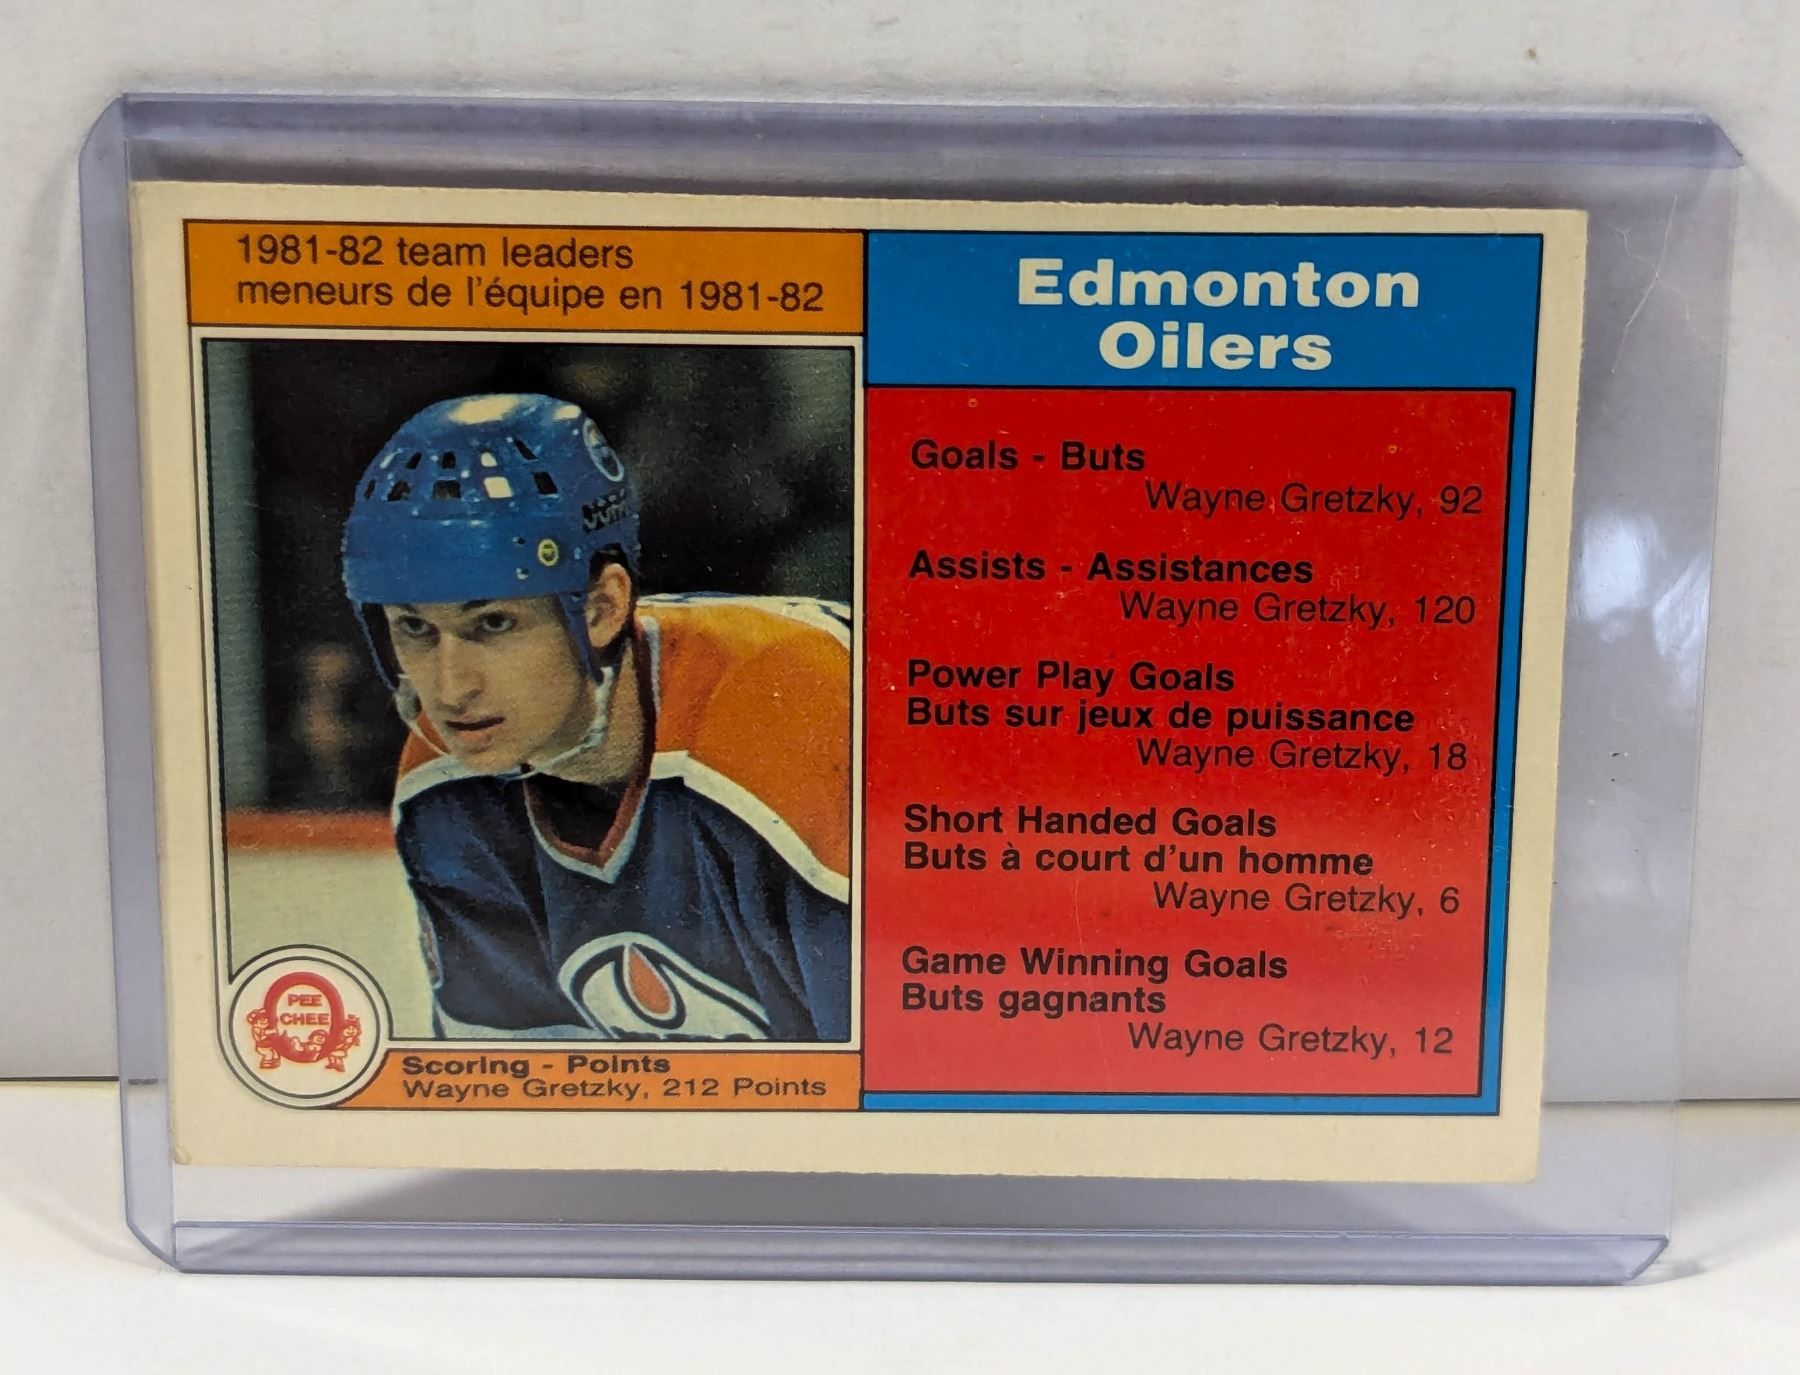 1981-82 team leaders
meneurs de l'équipe en 1981-82
Edmonton
Oilers
Goals - Buts
Wayne Gretzky, 92
Assists - Assistances
Wayne Gretzky, 120
Power Play Goals
Buts sur jeux de puissance
Wayne Gretzky, 18
Short Handed Goals
Buts à court d'un homme
Wayne Gretzky, 6
Game Winning Goals
Buts gagnants
Wayne Gretzky, 12
PEE
CHEE
Scoring - Points
Wayne Gretzky, 212 Points